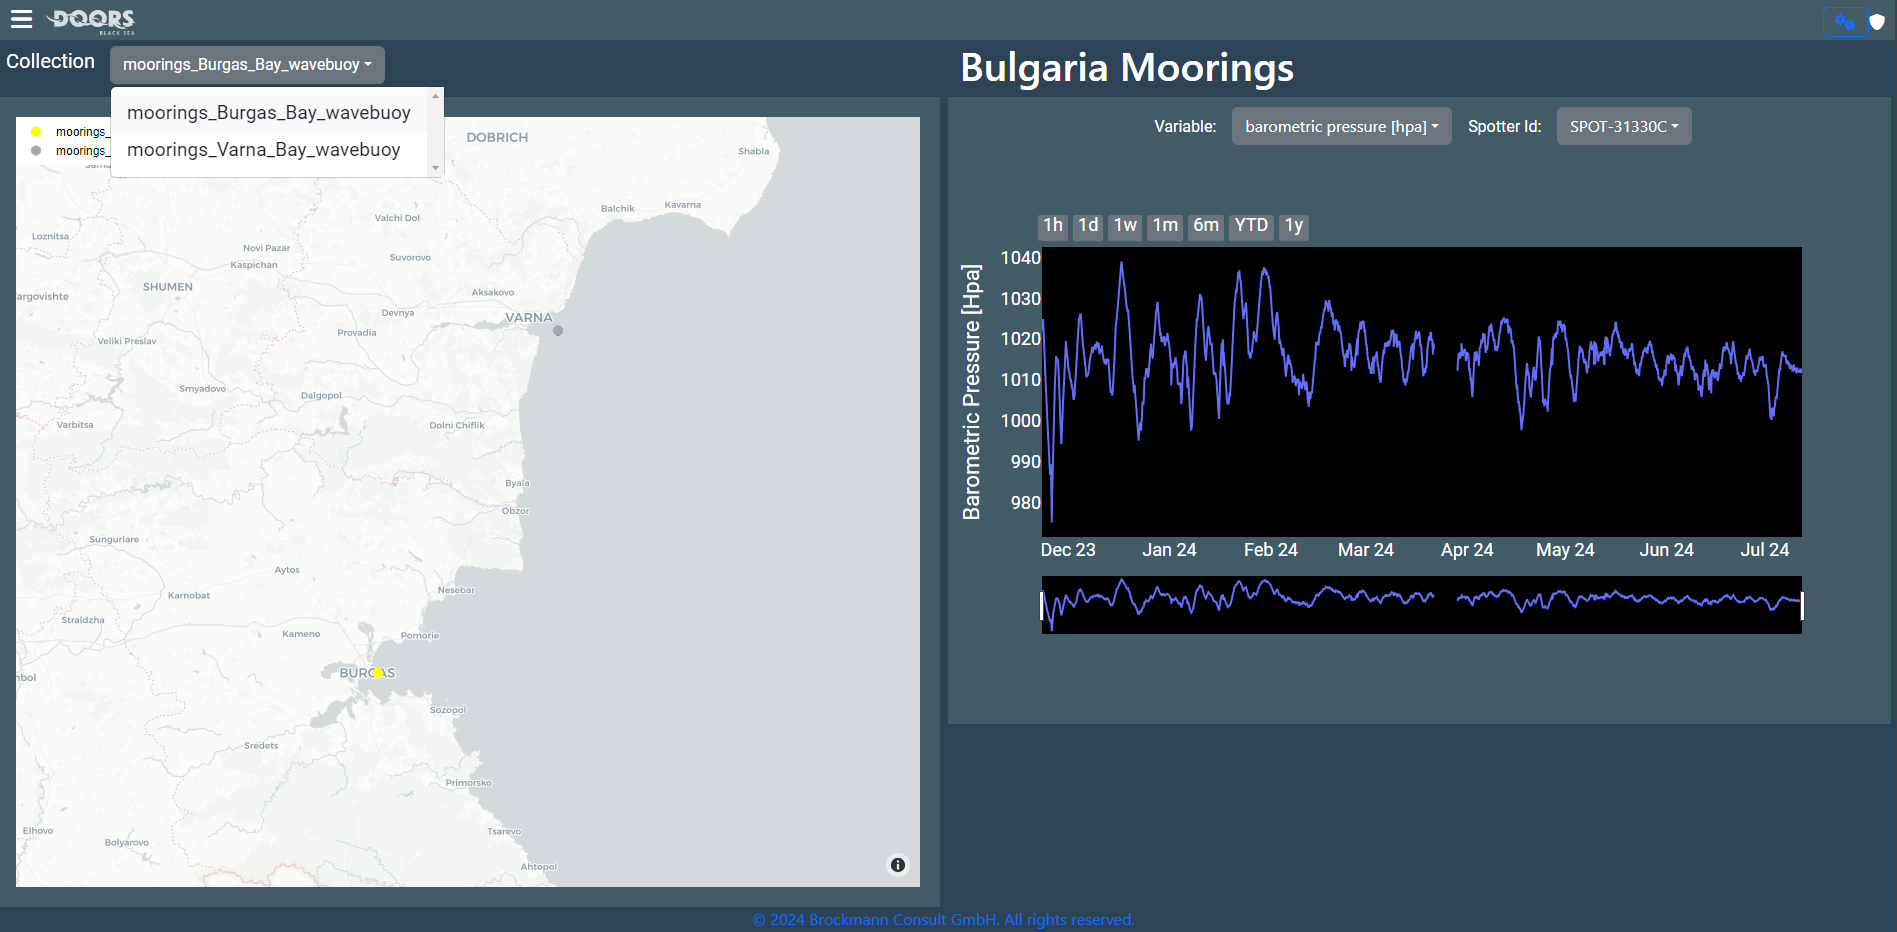 DOORS
BLACK SEA
Collection
moorings_Burgas_Bay_wavebuoy
moorings_Burgas_Bay_wavebuoy
moorings_Varna_Bay_wavebuoy
moorings_
moorings_
DOBRICH
Shabla
Balchik
Kavarna
Valchi Dol
Loznitsa
Novi Pazar
Suvorovo
Kaspichan
SHUMEN
argovishte
Aksakovo
Devnya
VARNA
Provadia
Veliki Preslav
Smyadovo
Dalgopol
Varbitsa
Dolni Chiflik
Byala
Obzor
Sungurlare
Aytos
Nesebar
Karnobat
Straldzha
Kameno
Pomorie
BURGAS
nbol
Sozopol
Sredets
Primorsko
Elhovo
Tsarevo
Bolyarovo
Ahtopol
Bulgaria Moorings
Variable:
barometric pressure [hpa]
Spotter Id:
SPOT-31330C
1h 1d 1w 1m 6m YTD 1y
Barometric Pressure [Hpa]
1040
1030
1020
1010
1000
990
980
Dec 23 Jan 24 Feb 24 Mar 24 Apr 24 May 24 Jun 24 Jul 24
© 2024 Brockmann Consult GmbH. All rights reserved.